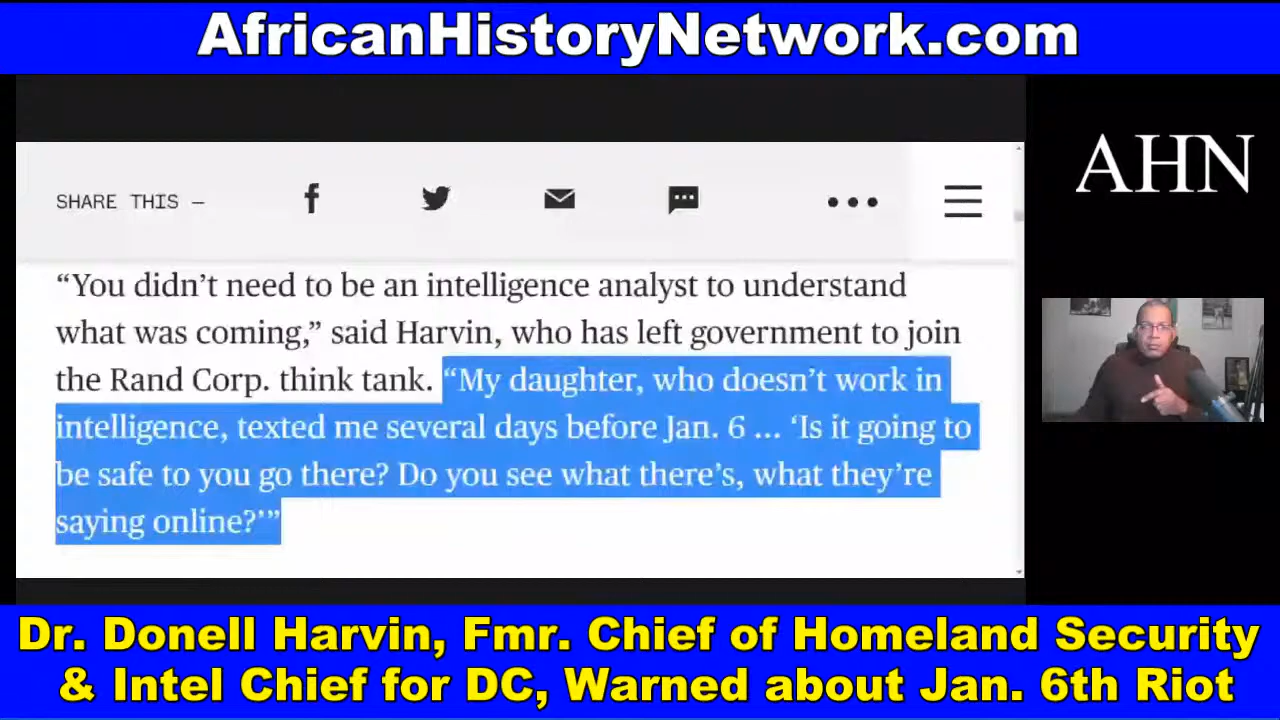 AfricanHistoryNetwork.com
AHN
SHARE THIS —
“You didn’t need to be an intelligence analyst to understand
what was coming,” said Harvin, who has left government to join
the Rand Corp. think tank. “My daughter, who doesn’t work in
intelligence, texted me several days before Jan. 6 ... ‘Is it going to
be safe to you go there? Do you see what there’s, what they’re
saying online?’”
Dr. Donell Harvin, Fmr. Chief of Homeland Security
& Intel Chief for DC, Warned about Jan. 6th Riot